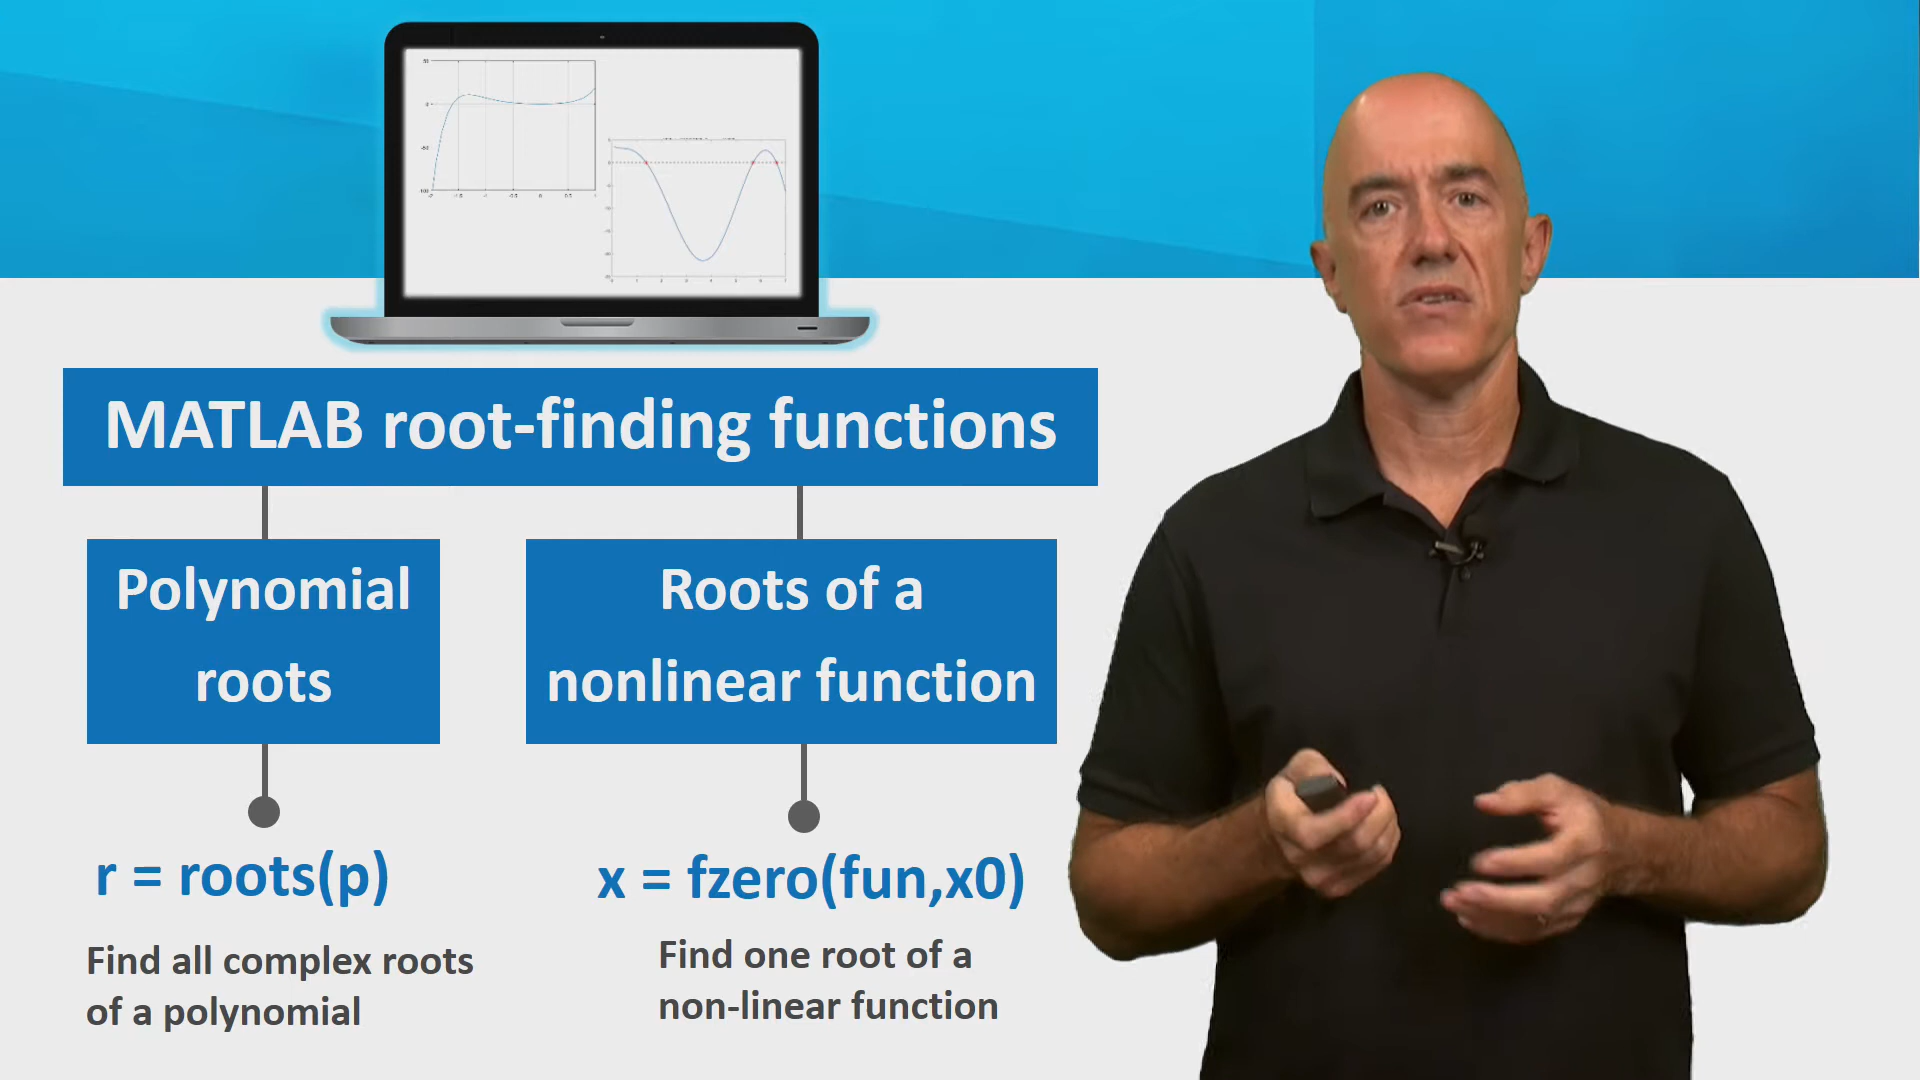 MATLAB root-finding functions
Polynomial
roots
Roots of a
nonlinear function
r = roots(p)
x = fzero(fun,x0)
Find all complex roots
of a polynomial
Find one root of a
non-linear function